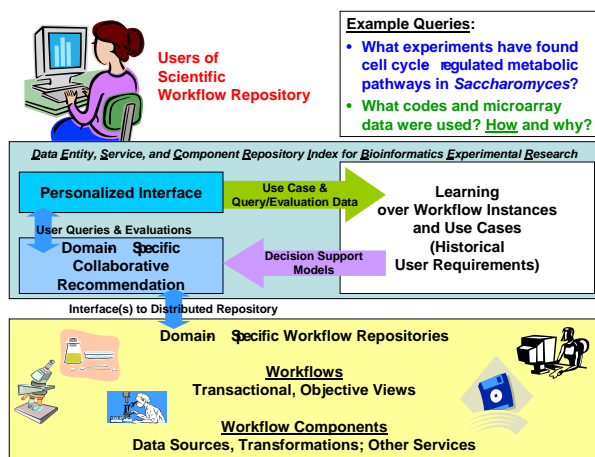 Users of
Scientific
Workflow Repository
Example Queries:
• What experiments have found
cell cycle regulated metabolic
pathways in Saccharomyces?
• What codes and microarray
data were used? How and why?
Data Entity, Service, and Component Repository Index for Bioinformatics Experimental Research
Personalized Interface
Use Case &
Query/Evaluation Data
Learning
over Workflow Instances
and Use Cases
(Historical
User Requirements)
User Queries & Evaluations
Domain-Specific
Collaborative
Recommendation
Decision Support
Models
Interface(s) to Distributed Repository
Domain-Specific Workflow Repositories
Workflows
Transactional, Objective Views
Workflow Components
Data Sources, Transformations; Other Services